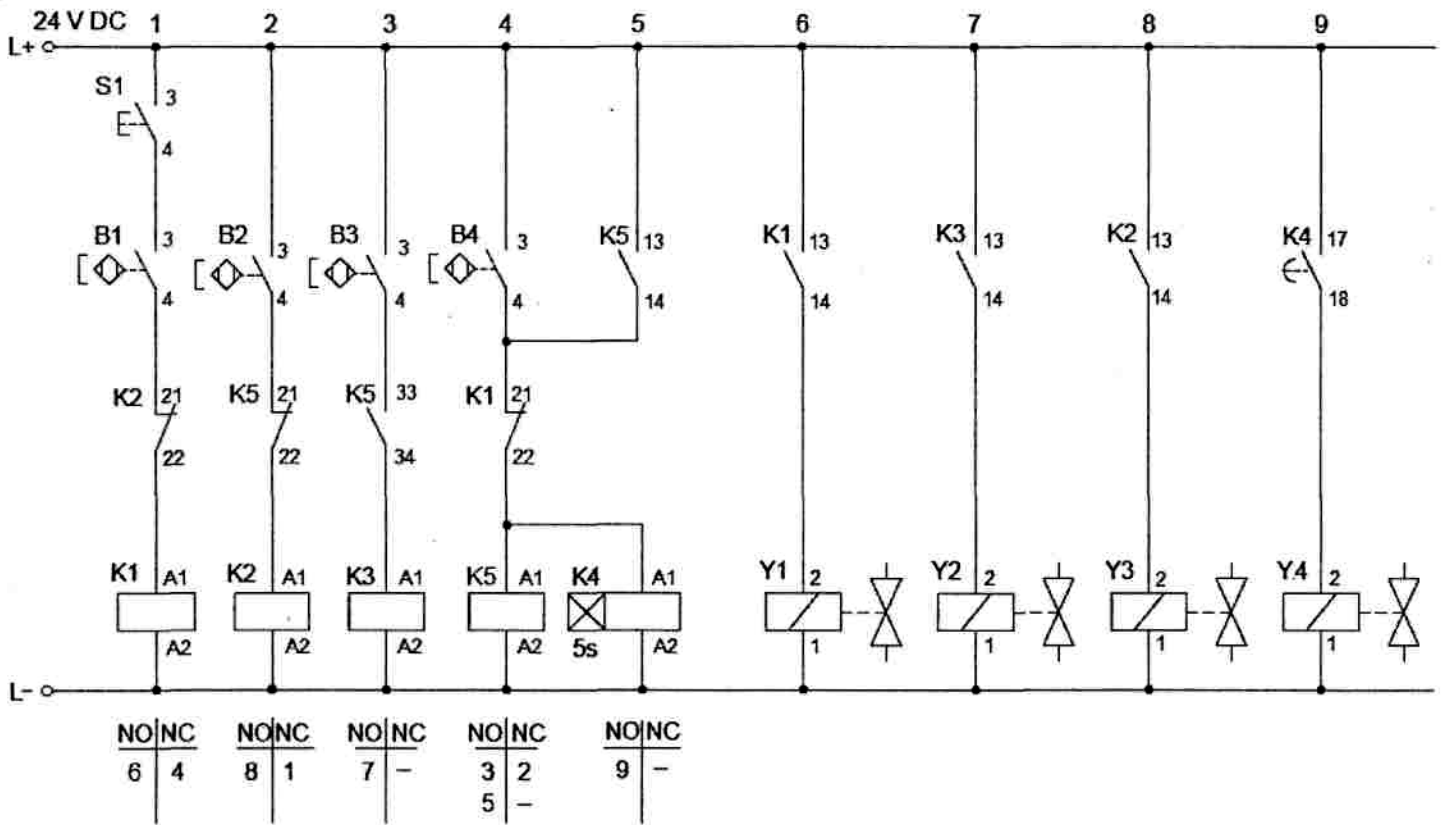 24 V DC 1 2 3 4 5 6 7 8 9
L+
S1 3
4
B1 3 B2 3 B3 3 B4 3 K5 13 K1 13 K3 13 K2 13 K4 17
4 4 4 4 14 14 14 14 18
K2 21 K5 21 K5 33 K1 21
22 22 34 22
K1 A1 K2 A1 K3 A1 K5 A1 K4 A1 Y1 2 Y2 2 Y3 2 Y4 2
A2 A2 A2 A2 5s A2 1 1 1 1
L-
NO NC NO NC NO NC NO NC NO NC
6 4 8 1 7 – 3 2 9 –
5 –